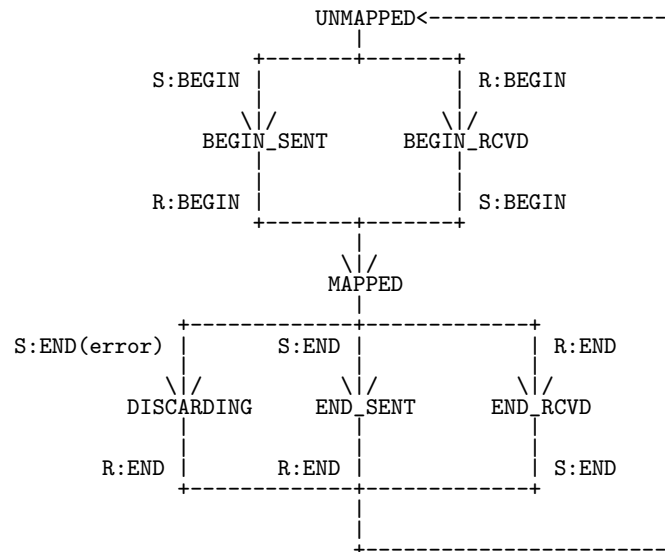 UNMAPPED<-------------------
S:BEGIN R:BEGIN
BEGIN_SENT BEGIN_RCVD
R:BEGIN S:BEGIN
MAPPED
S:END(error) S:END R:END
DISCARDING END_SENT END_RCVD
R:END R:END S:END